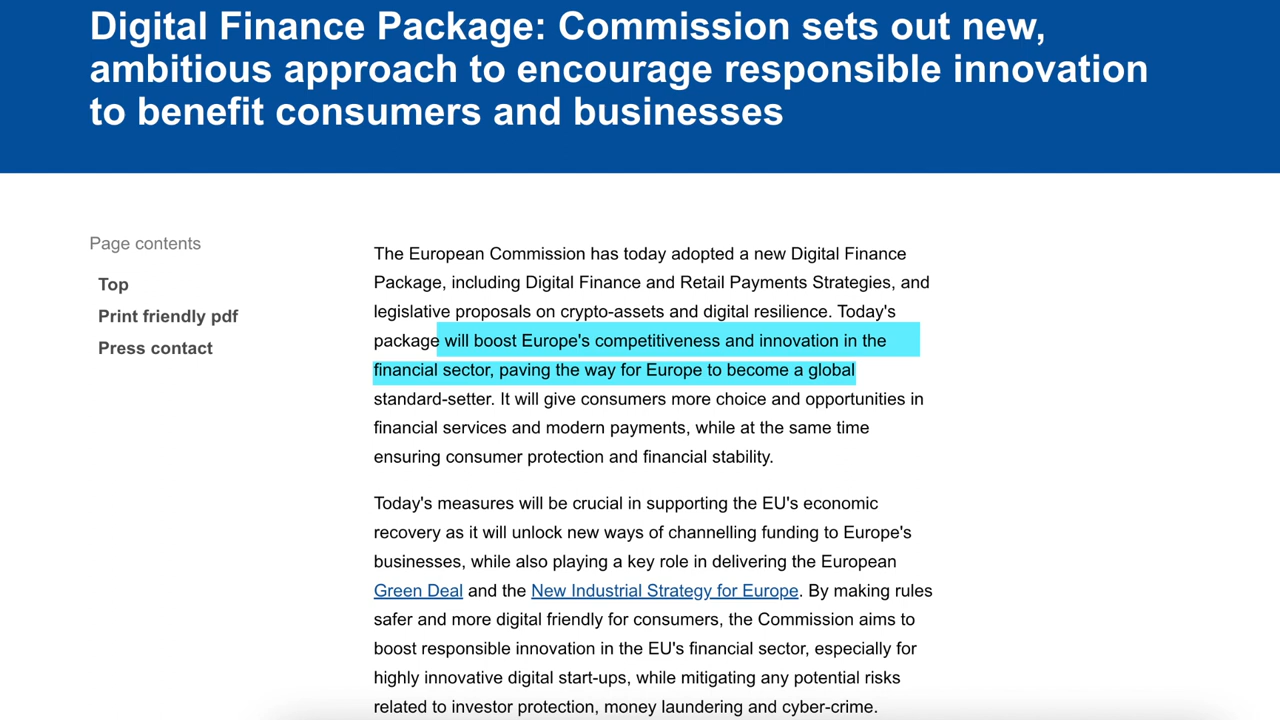 Digital Finance Package: Commission sets out new,
ambitious approach to encourage responsible innovation
to benefit consumers and businesses
Page contents
Top
Print friendly pdf
Press contact
The European Commission has today adopted a new Digital Finance
Package, including Digital Finance and Retail Payments Strategies, and
legislative proposals on crypto-assets and digital resilience. Today's
package will boost Europe's competitiveness and innovation in the
financial sector, paving the way for Europe to become a global
standard-setter. It will give consumers more choice and opportunities in
financial services and modern payments, while at the same time
ensuring consumer protection and financial stability.
Today's measures will be crucial in supporting the EU's economic
recovery as it will unlock new ways of channelling funding to Europe's
businesses, while also playing a key role in delivering the European
Green Deal and the New Industrial Strategy for Europe. By making rules
safer and more digital friendly for consumers, the Commission aims to
boost responsible innovation in the EU's financial sector, especially for
highly innovative digital start-ups, while mitigating any potential risks
related to investor protection, money laundering and cyber-crime.